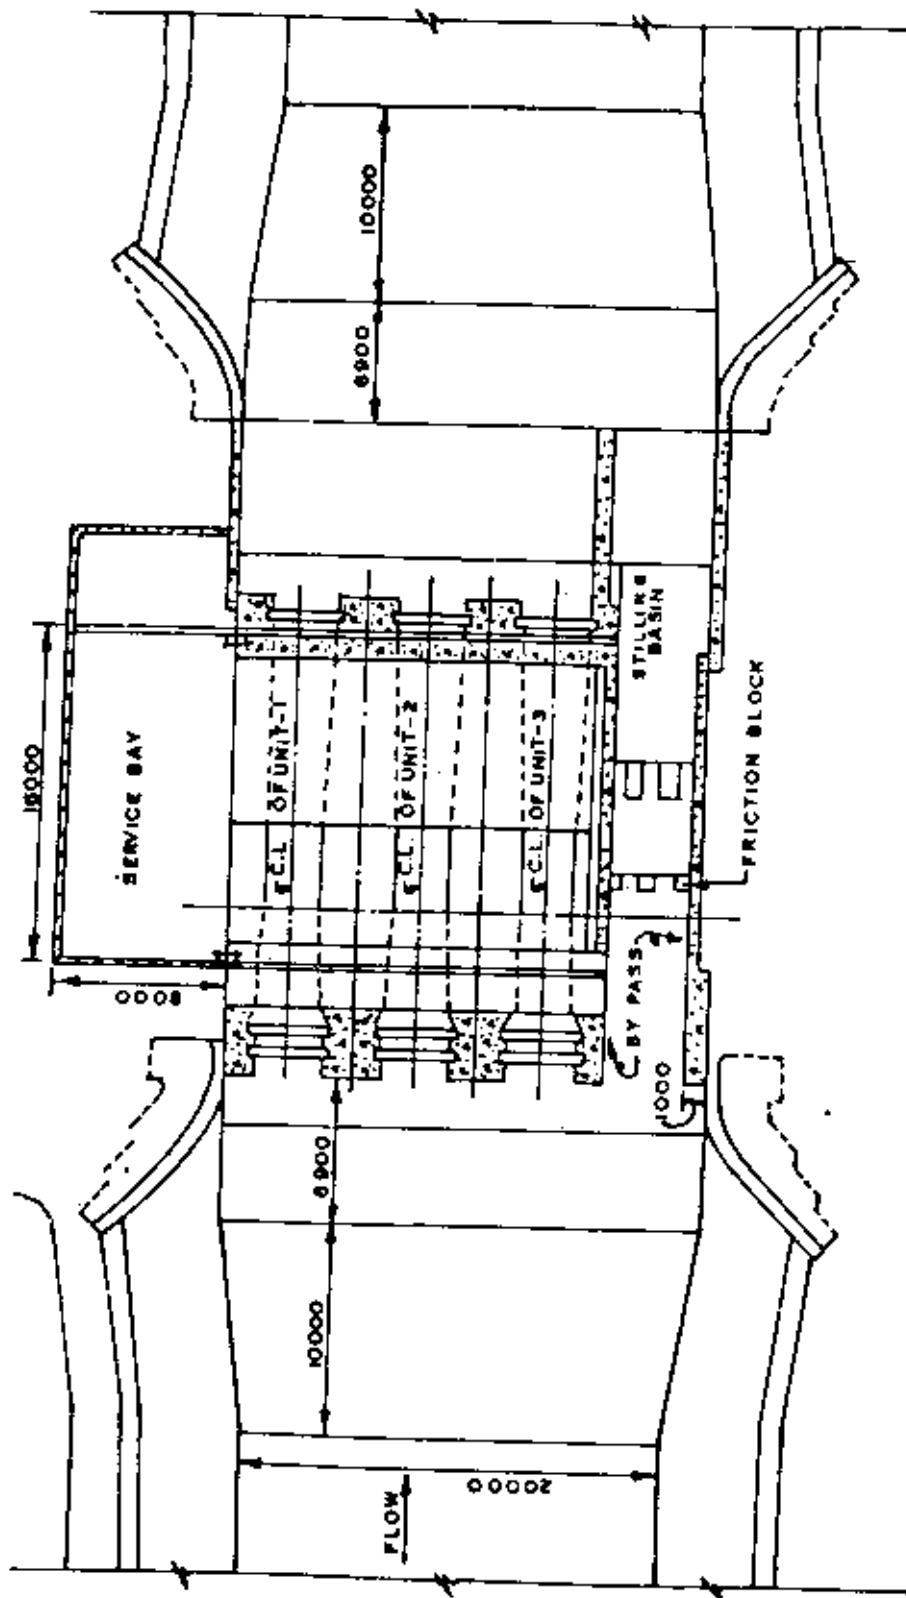 10000
6900
16000
SERVICE BAY
8000
C.L. OF UNIT-1
C.L. OF UNIT-2
C.L. OF UNIT-3
STILLING
BASIN
FRICTION BLOCK
BY PASS
1000
6900
10000
20000
FLOW